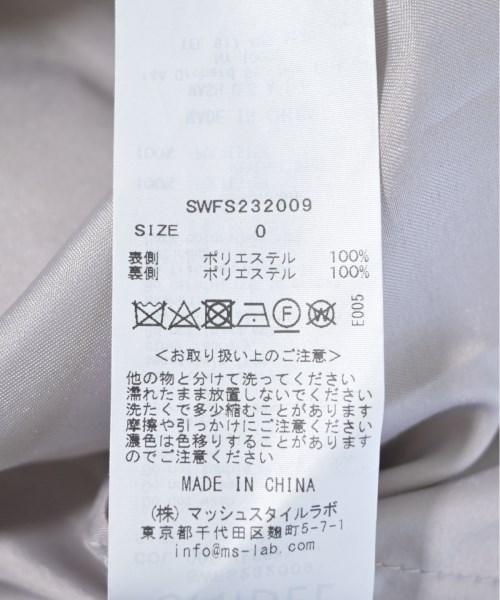 SWFS232009
SIZE 0
表側 ポリエステル 100%
裏側 ポリエステル 100%
F W E005
<お取り扱い上のご注意>
他の物と分けて洗ってください
濡れたまま放置しないでください
洗たくで多少縮むことがあります
摩擦や引っかけにご注意ください
濃色は色移りすることがあります
のでご注意ください
MADE IN CHINA
(株) マッシュスタイルラボ
東京都千代田区麹町5-7-1
info@ms-lab.com
SWFS232009